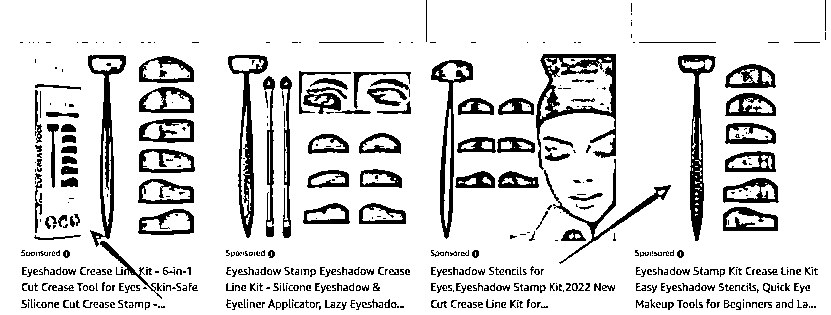 CUT CREASE TOOL
Sponsored
Eyeshadow Crease Line Kit - 6-in-1
Cut Crease Tool for Eyes - Skin-Safe
Silicone Cut Crease Stamp -...
Sponsored
Eyeshadow Stamp Eyeshadow Crease
Line Kit - Silicone Eyeshadow &
Eyeliner Applicator, Lazy Eyeshado...
Sponsored
Eyeshadow Stencils for
Eyes,Eyeshadow Stamp Kit,2022 New
Cut Crease Line Kit for...
Sponsored
Eyeshadow Stamp Kit Crease Line Kit
Easy Eyeshadow Stencils, Quick Eye
Makeup Tools for Beginners and La...